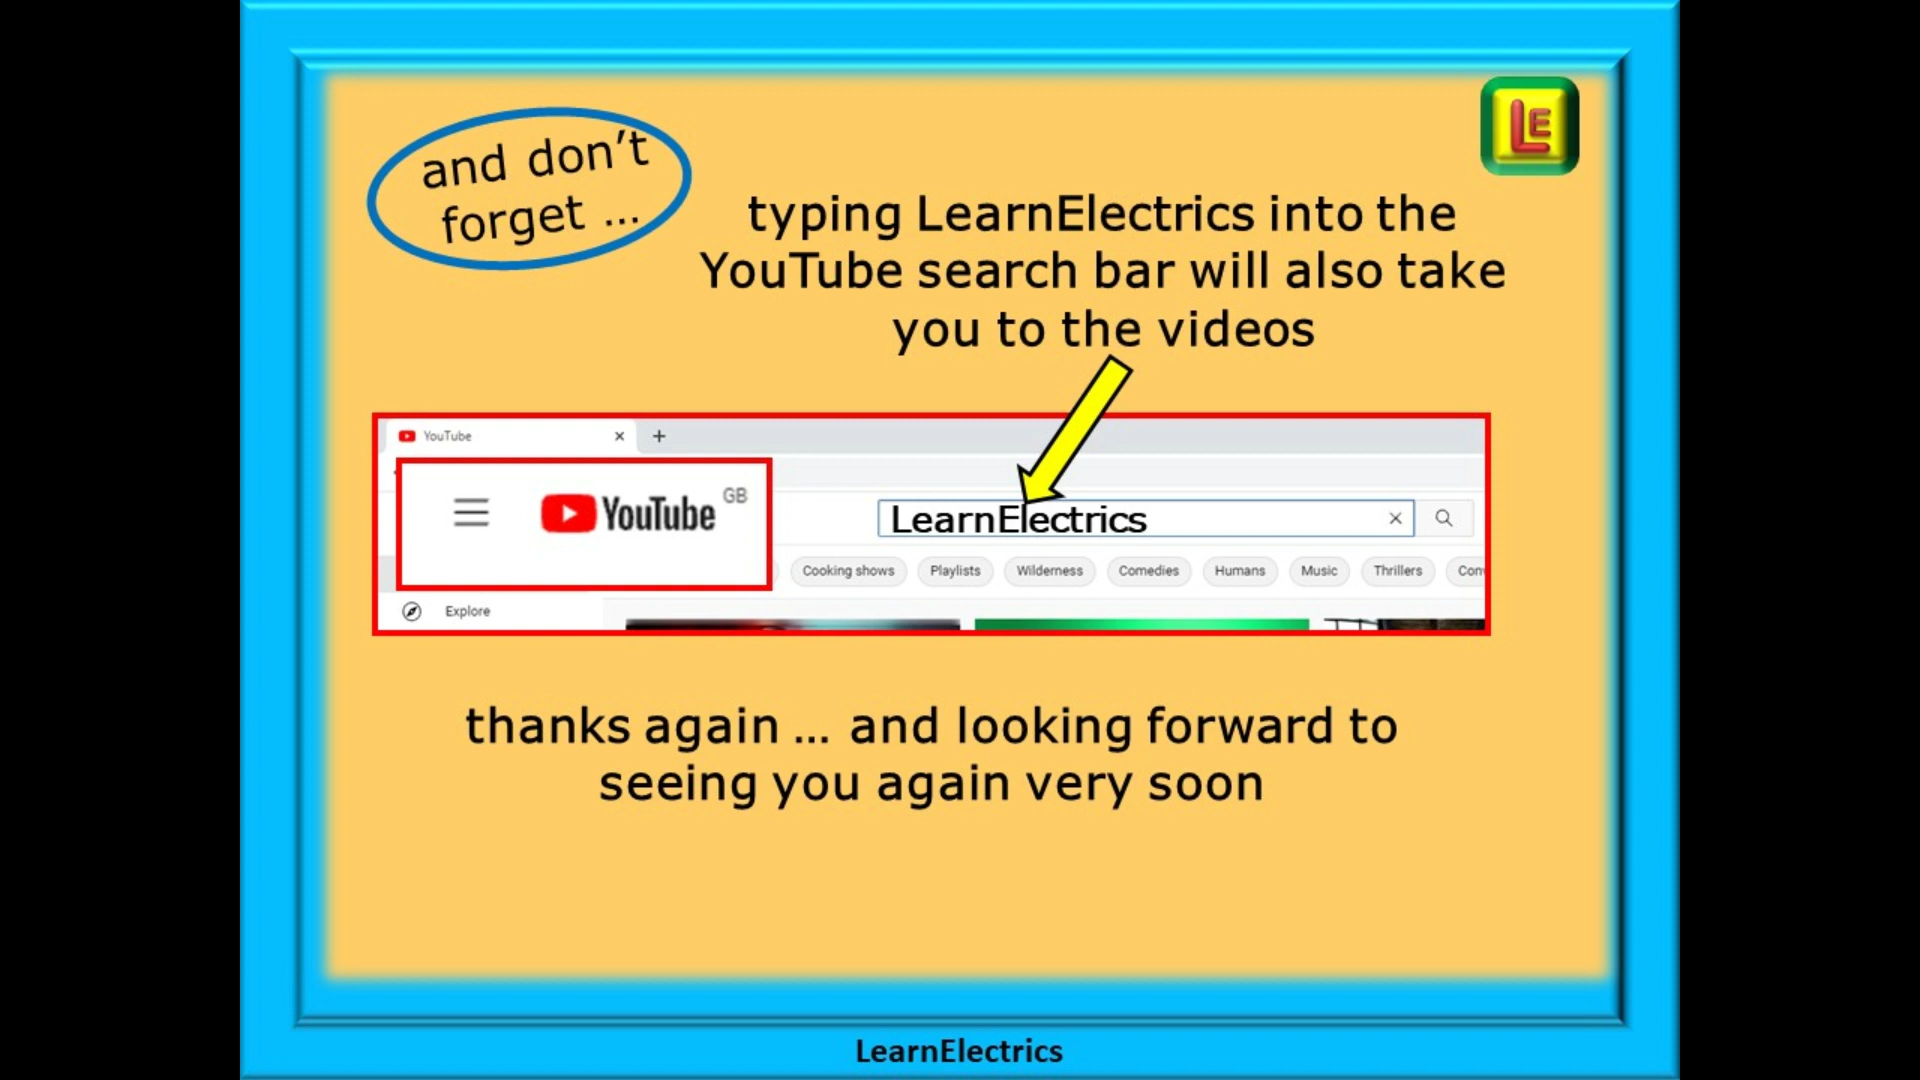 and don't
forget ...
LE
typing LearnElectrics into the
YouTube search bar will also take
you to the videos
YouTube
YouTube GB
LearnElectrics
Cooking shows Playlists Wilderness Comedies Humans Music Thrillers
Explore
thanks again ... and looking forward to
seeing you again very soon
LearnElectrics